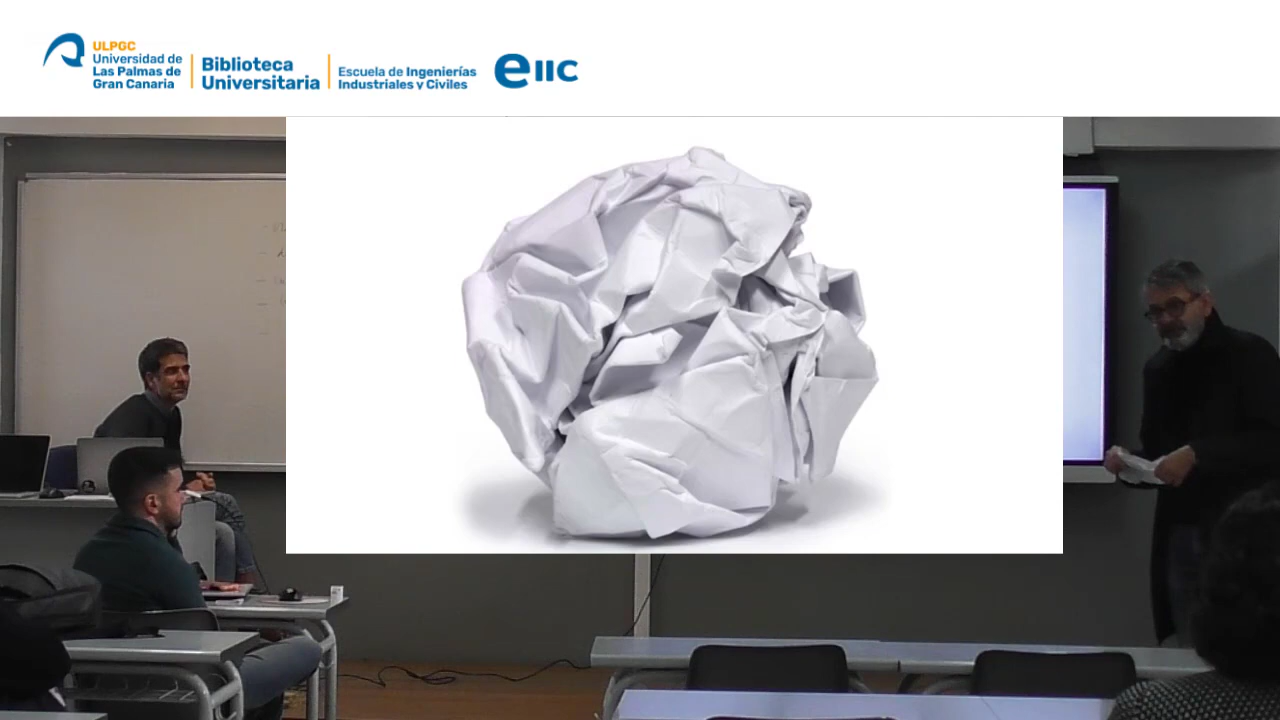 ULPGC
Universidad de
Las Palmas de
Gran Canaria
Biblioteca
Universitaria
Escuela de Ingenierías
Industriales y Civiles
eiic